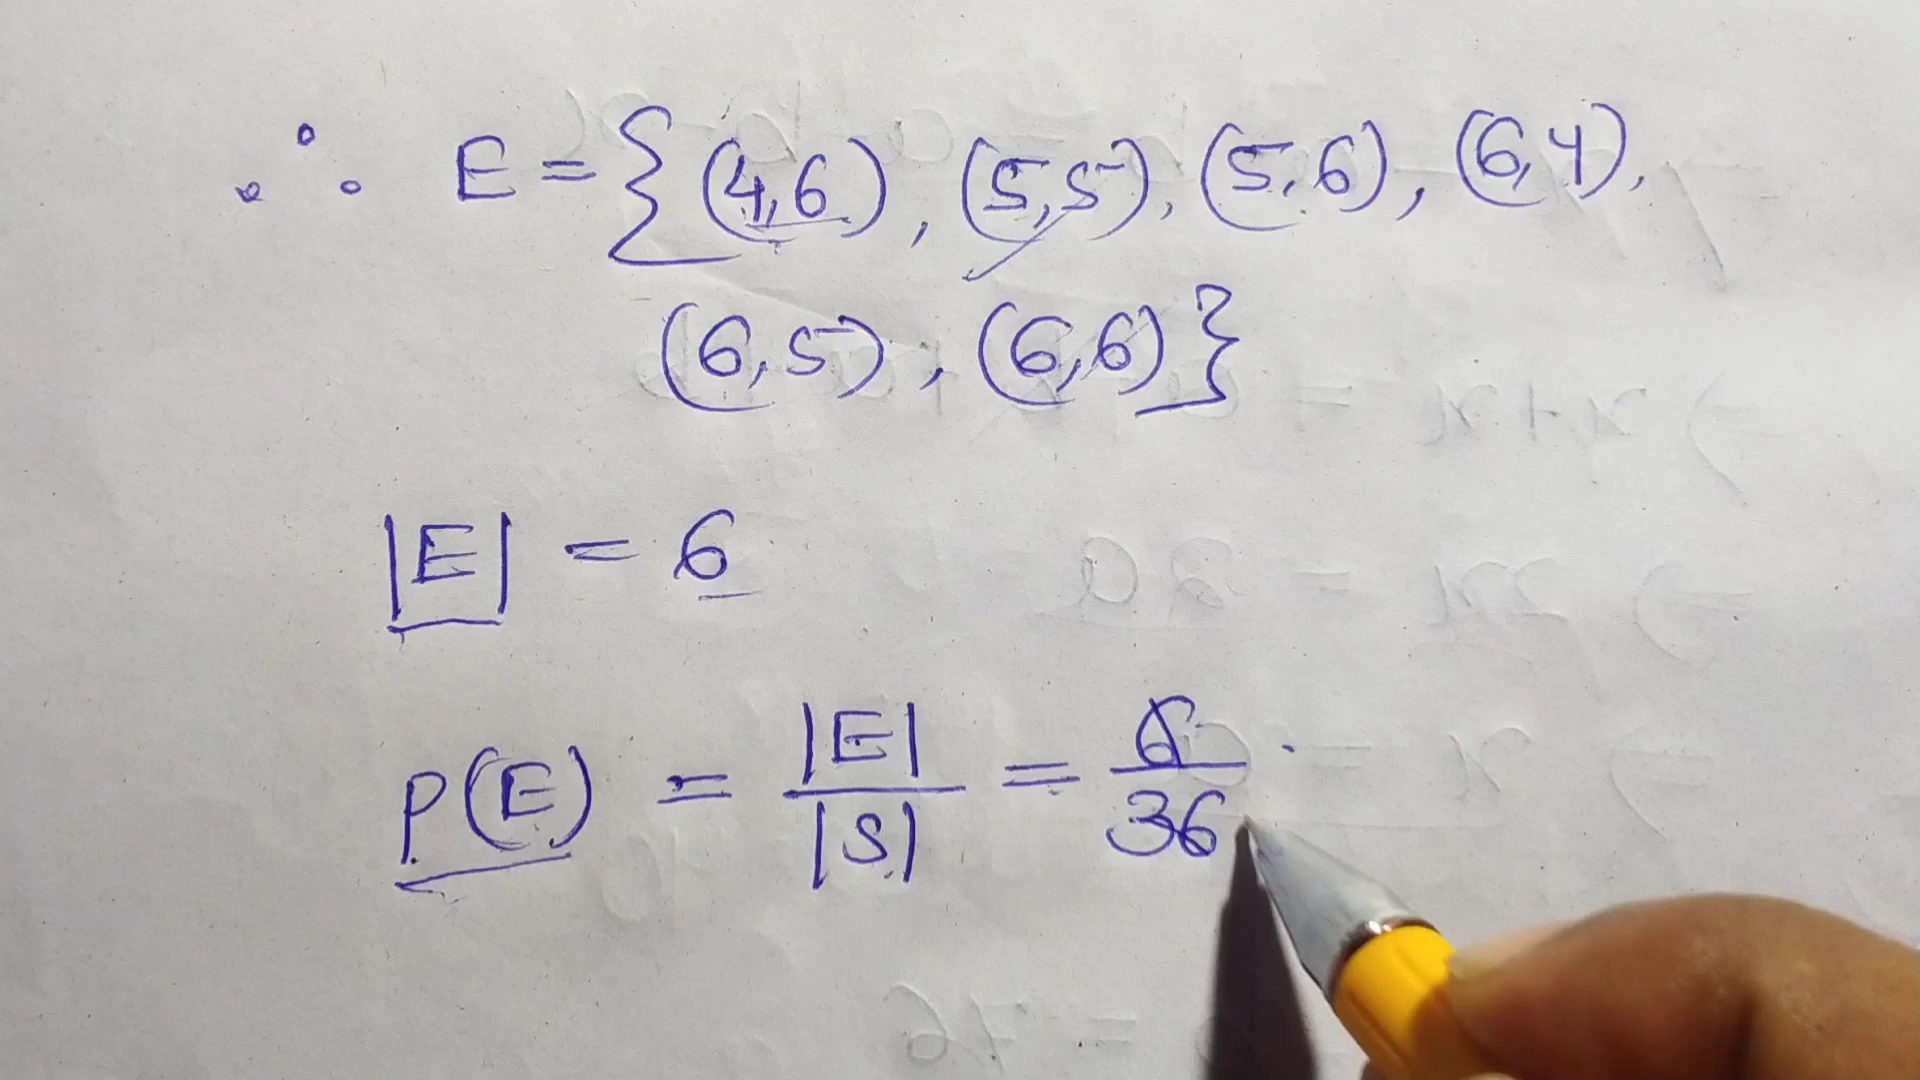 ∴ E = {(4,6), (5,5), (5,6), (6,4),
(6,5), (6,6)}
|E| = 6
P(E) = |E| / |S| = 6 / 36